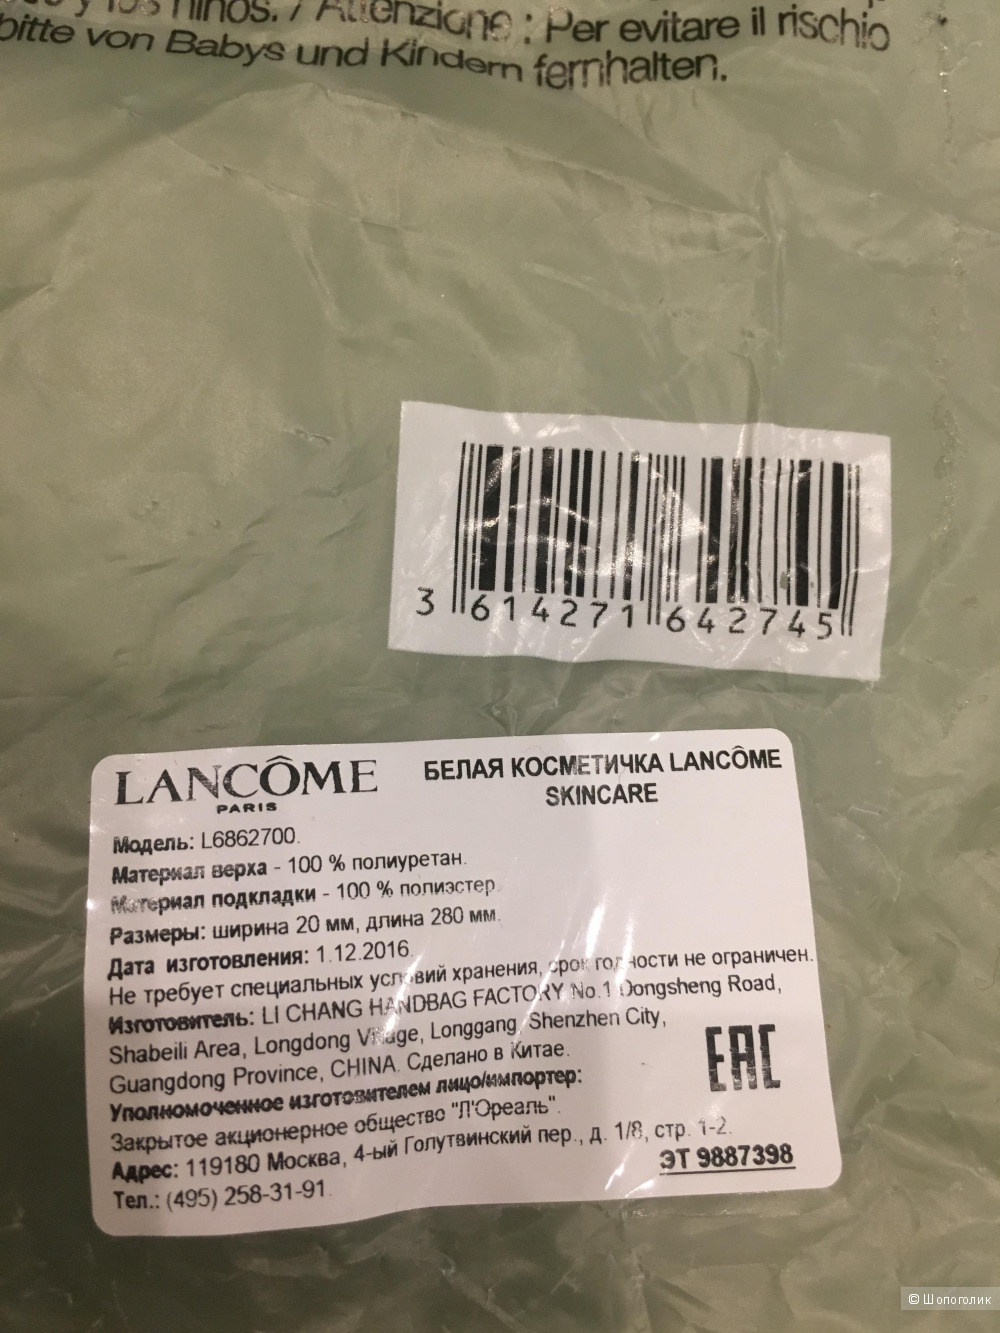 y los niños. / Attenzione : Per evitare il rischio
bitte von Babys und Kindern fernhalten.
3 614271 642745
LANCÔME
PARIS
БЕЛАЯ КОСМЕТИЧКА LANCÔME
SKINCARE
Модель: L6862700.
Материал верха - 100 % полиуретан.
Материал подкладки - 100 % полиэстер.
Размеры: ширина 20 мм, длина 280 мм.
Дата изготовления: 1.12.2016.
Не требует специальных условий хранения, срок годности не ограничен.
Изготовитель: LI CHANG HANDBAG FACTORY No.1 Dongsheng Road,
Shabeili Area, Longdong Village, Longgang, Shenzhen City,
Guangdong Province, CHINA. Сделано в Китае.
Уполномоченное изготовителем лицо/импортер:
Закрытое акционерное общество "Л'Ореаль".
Адрес: 119180 Москва, 4-ый Голутвинский пер., д. 1/8, стр. 1-2.
Тел.: (495) 258-31-91.
EAC
ЭТ 9887398
© Шопоголик